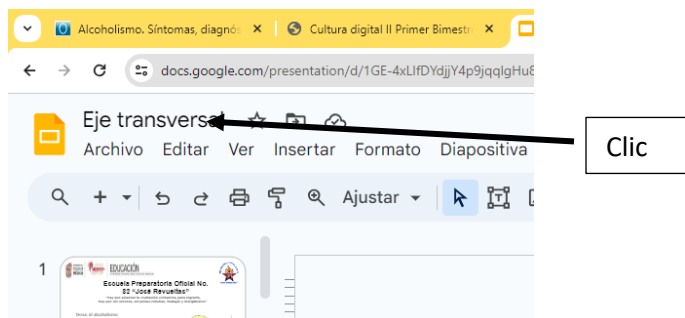 Alcoholismo. Síntomas, diagnós
Cultura digital II Primer Bimestr
docs.google.com/presentation/d/1GE-4xLlfDYdjjY4p9jqqlgHu8
Eje transversal
Archivo Editar Ver Insertar Formato Diapositiva
Clic
Ajustar
1
EDUCACIÓN
Escuela Preparatoria Oficial No.
82 "José Revueltas"